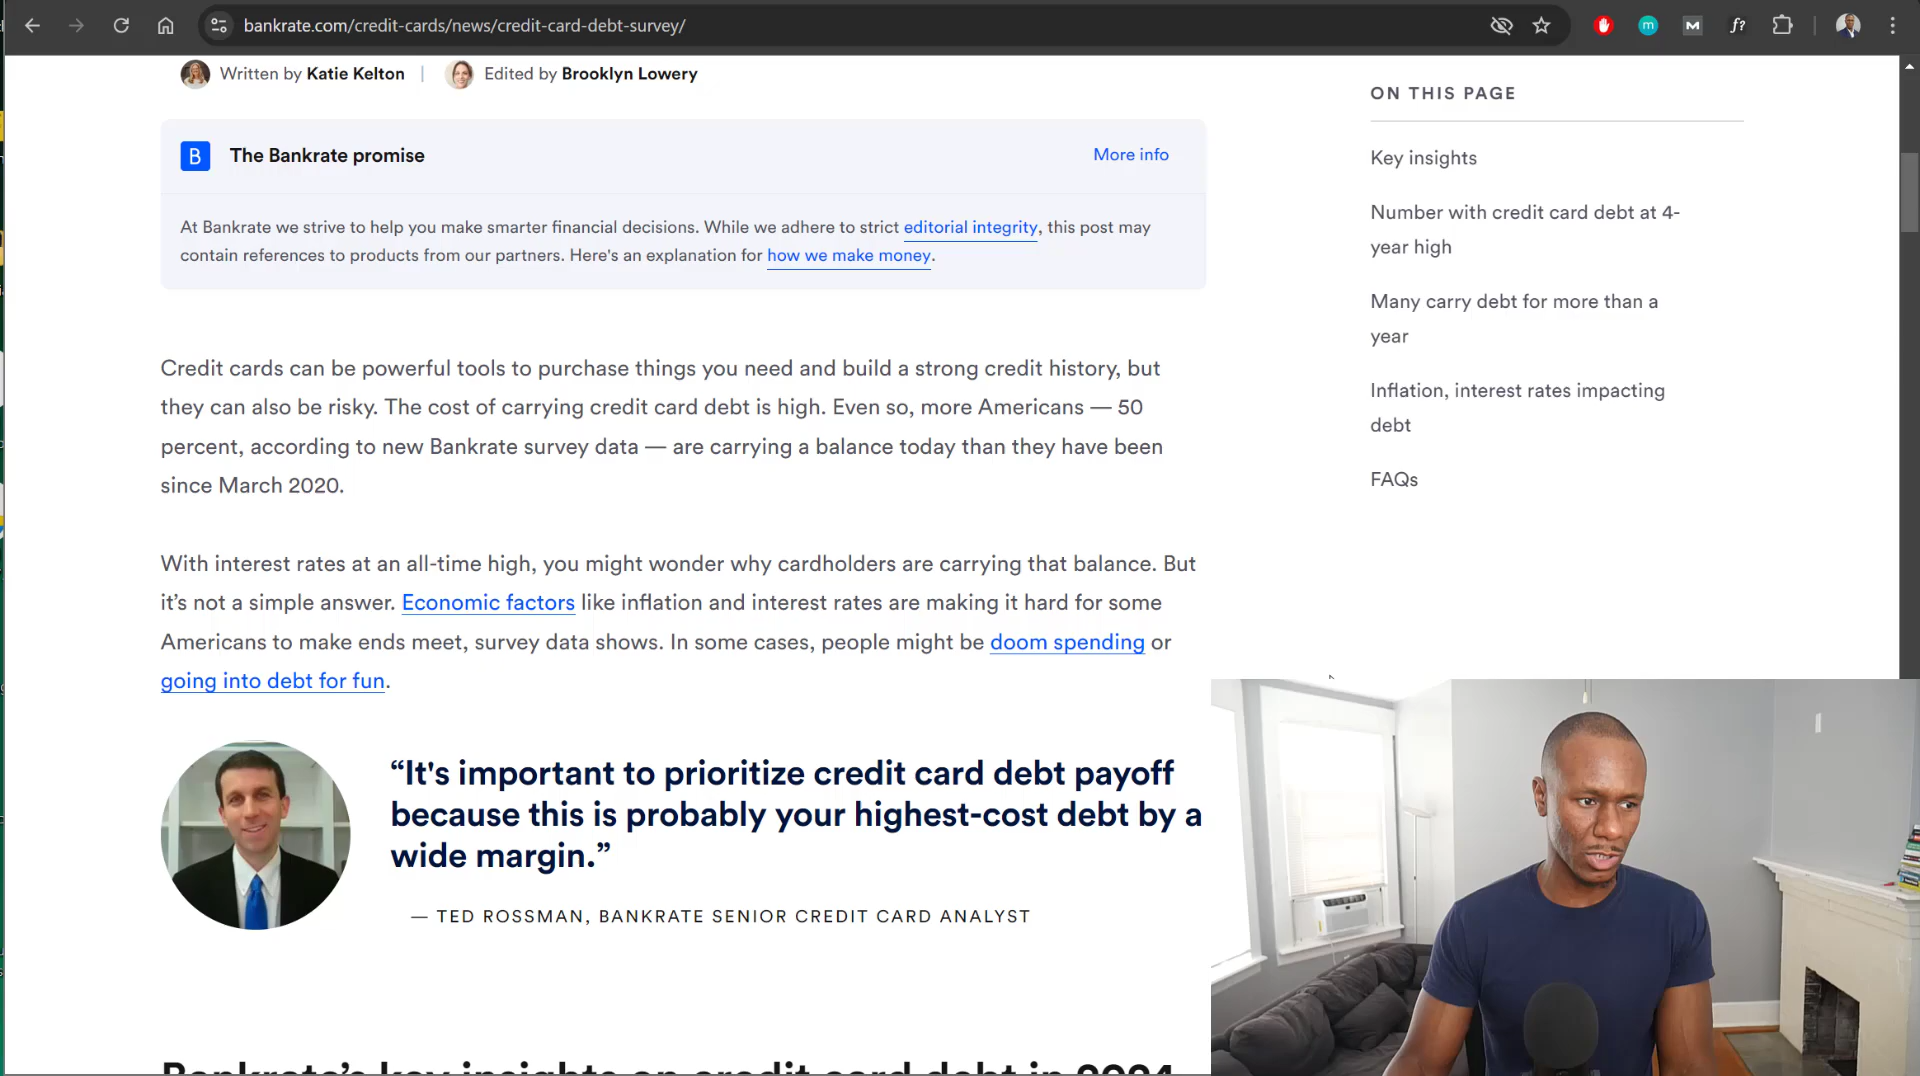 bankrate.com/credit-cards/news/credit-card-debt-survey/
Written by Katie Kelton | Edited by Brooklyn Lowery
B The Bankrate promise More info
At Bankrate we strive to help you make smarter financial decisions. While we adhere to strict editorial integrity, this post may
contain references to products from our partners. Here's an explanation for how we make money.
Credit cards can be powerful tools to purchase things you need and build a strong credit history, but
they can also be risky. The cost of carrying credit card debt is high. Even so, more Americans — 50
percent, according to new Bankrate survey data — are carrying a balance today than they have been
since March 2020.
With interest rates at an all-time high, you might wonder why cardholders are carrying that balance. But
it’s not a simple answer. Economic factors like inflation and interest rates are making it hard for some
Americans to make ends meet, survey data shows. In some cases, people might be doom spending or
going into debt for fun.
“It's important to prioritize credit card debt payoff
because this is probably your highest-cost debt by a
wide margin.”
— TED ROSSMAN, BANKRATE SENIOR CREDIT CARD ANALYST
Bankrate’s key insights on credit card debt in 2024
ON THIS PAGE
Key insights
Number with credit card debt at 4-
year high
Many carry debt for more than a
year
Inflation, interest rates impacting
debt
FAQs
m
M
f?